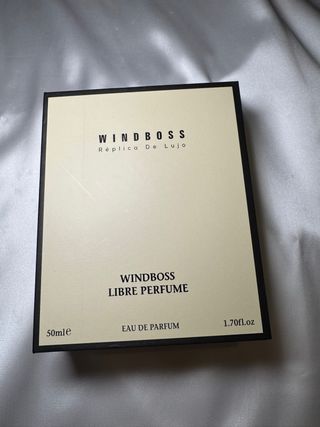 WINDBOSS
Réplica De Lujo
WINDBOSS
LIBRE PERFUME
50ml℮
EAU DE PARFUM
1.70fl.oz